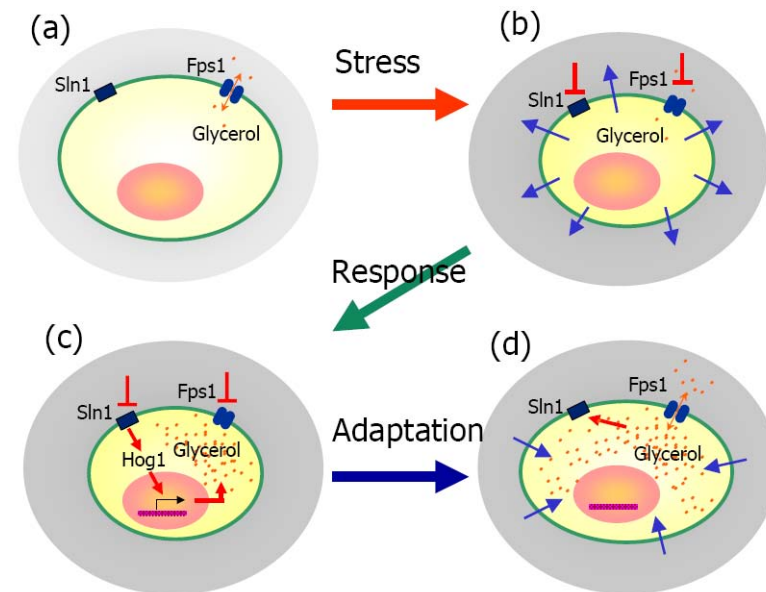 (a)
Fps1
Sln1
Glycerol
Stress
(b)
Fps1
Sln1
Glycerol
Response
(c)
Fps1
Sln1
Glycerol
Hog1
Adaptation
(d)
Fps1
Sln1
Glycerol